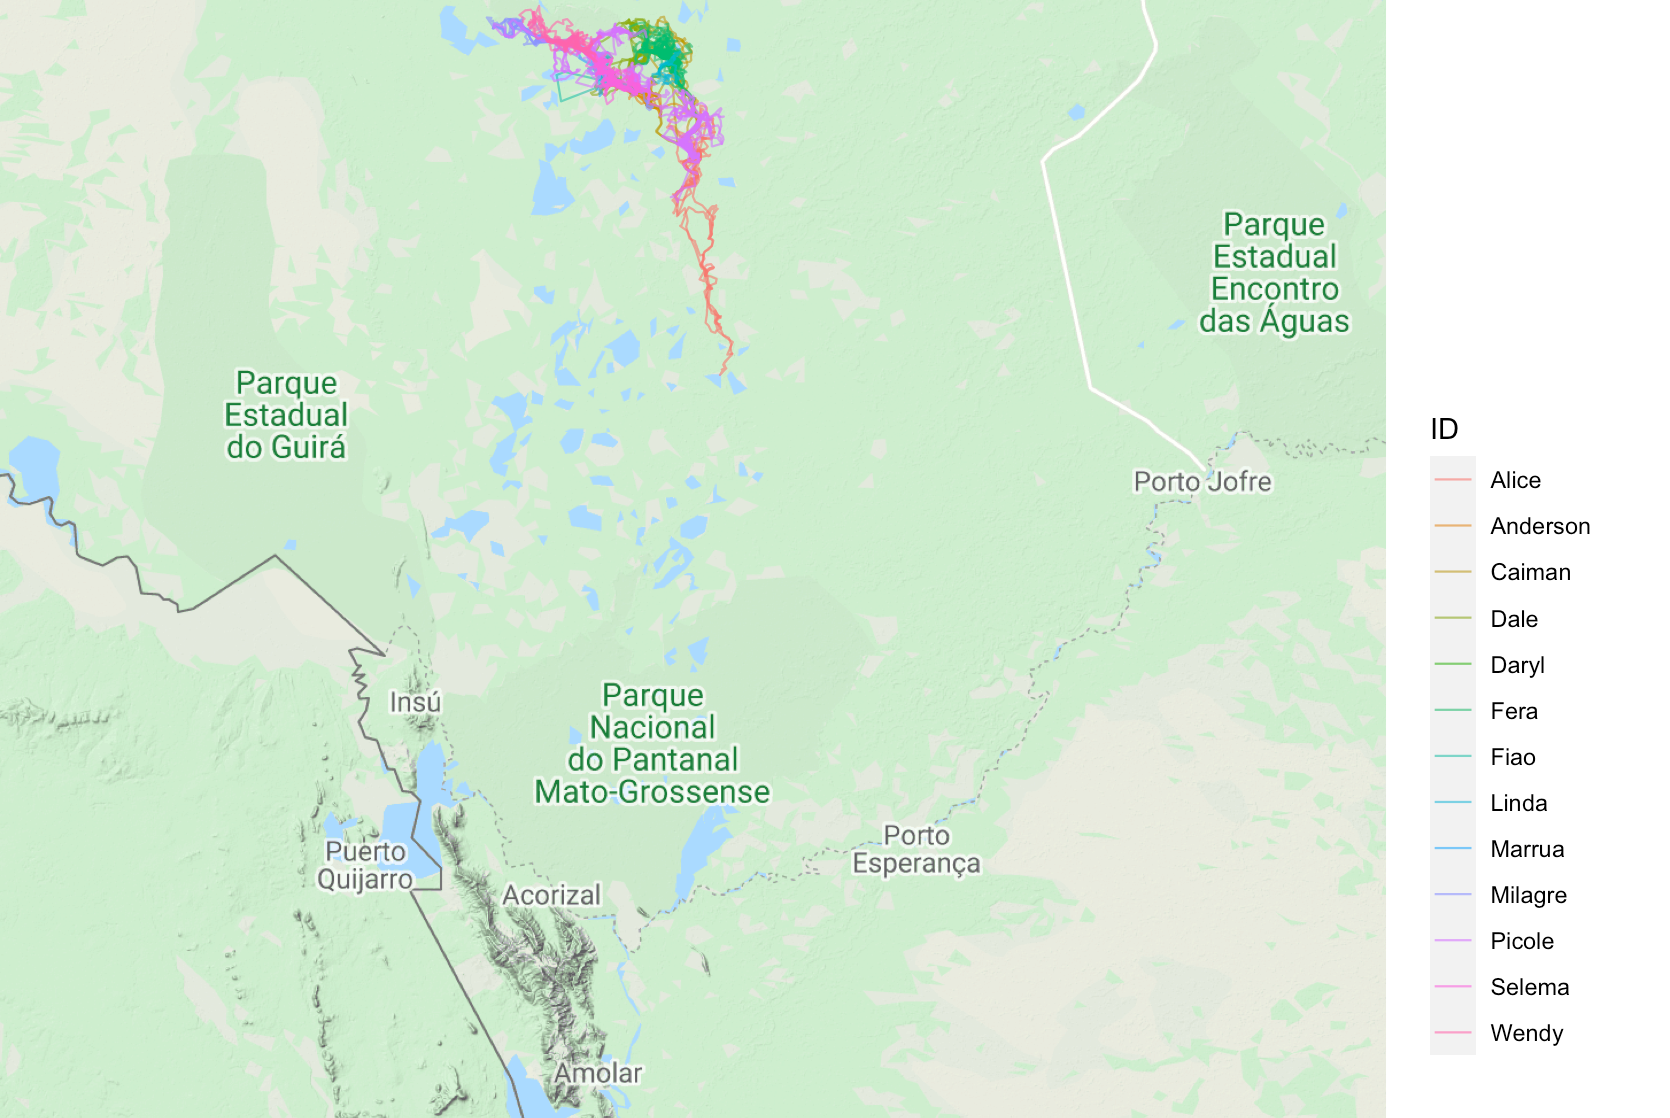 Parque
Estadual
Encontro
das Águas
Parque
Estadual
do Guirá
Porto Jofre
Insú
Parque
Nacional
do Pantanal
Mato-Grossense
Puerto
Quijarro
Porto
Esperança
Acorizal
Amolar
ID
Alice
Anderson
Caiman
Dale
Daryl
Fera
Fiao
Linda
Marrua
Milagre
Picole
Selema
Wendy